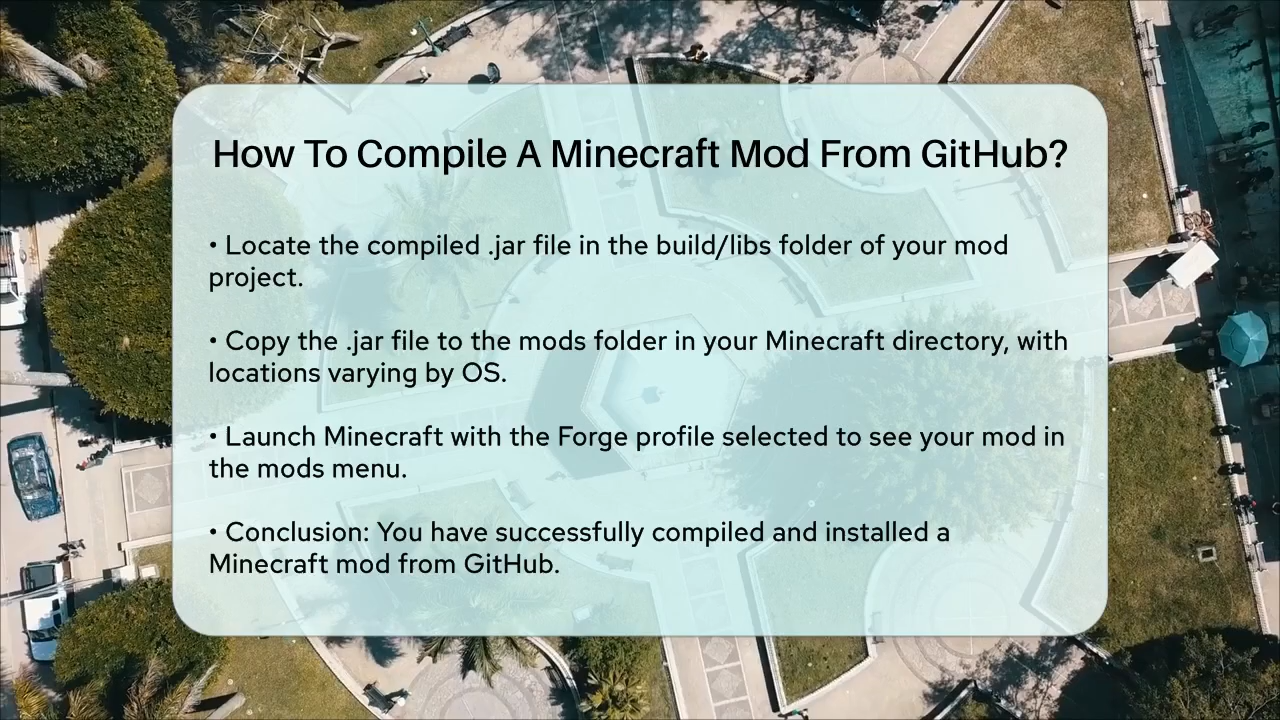 How To Compile A Minecraft Mod From GitHub?
• Locate the compiled .jar file in the build/libs folder of your mod
project.
• Copy the .jar file to the mods folder in your Minecraft directory, with
locations varying by OS.
• Launch Minecraft with the Forge profile selected to see your mod in
the mods menu.
• Conclusion: You have successfully compiled and installed a
Minecraft mod from GitHub.